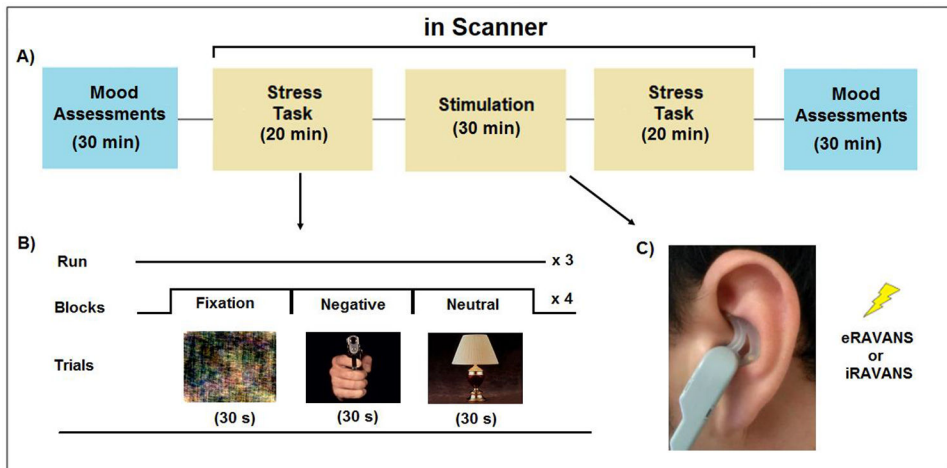 in Scanner
A)
Mood
Assessments
(30 min)
Stress
Task
(20 min)
Stimulation
(30 min)
Stress
Task
(20 min)
Mood
Assessments
(30 min)
B)
Run
x 3
Blocks
Fixation
Negative
Neutral
x 4
Trials
(30 s)
(30 s)
(30 s)
C)
eRAVANS
or
iRAVANS